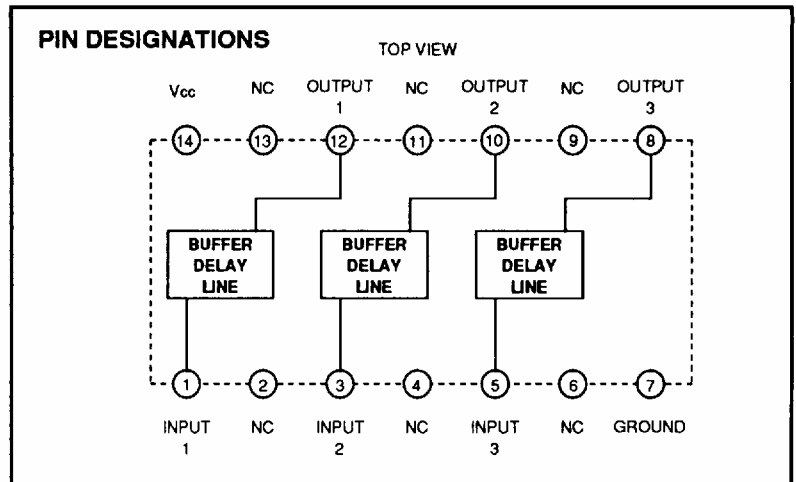 PIN DESIGNATIONS
TOP VIEW
Vcc NC OUTPUT 1 NC OUTPUT 2 NC OUTPUT 3
14 13 12 11 10 9 8
BUFFER DELAY LINE
BUFFER DELAY LINE
BUFFER DELAY LINE
1 2 3 4 5 6 7
INPUT 1 NC INPUT 2 NC INPUT 3 NC GROUND